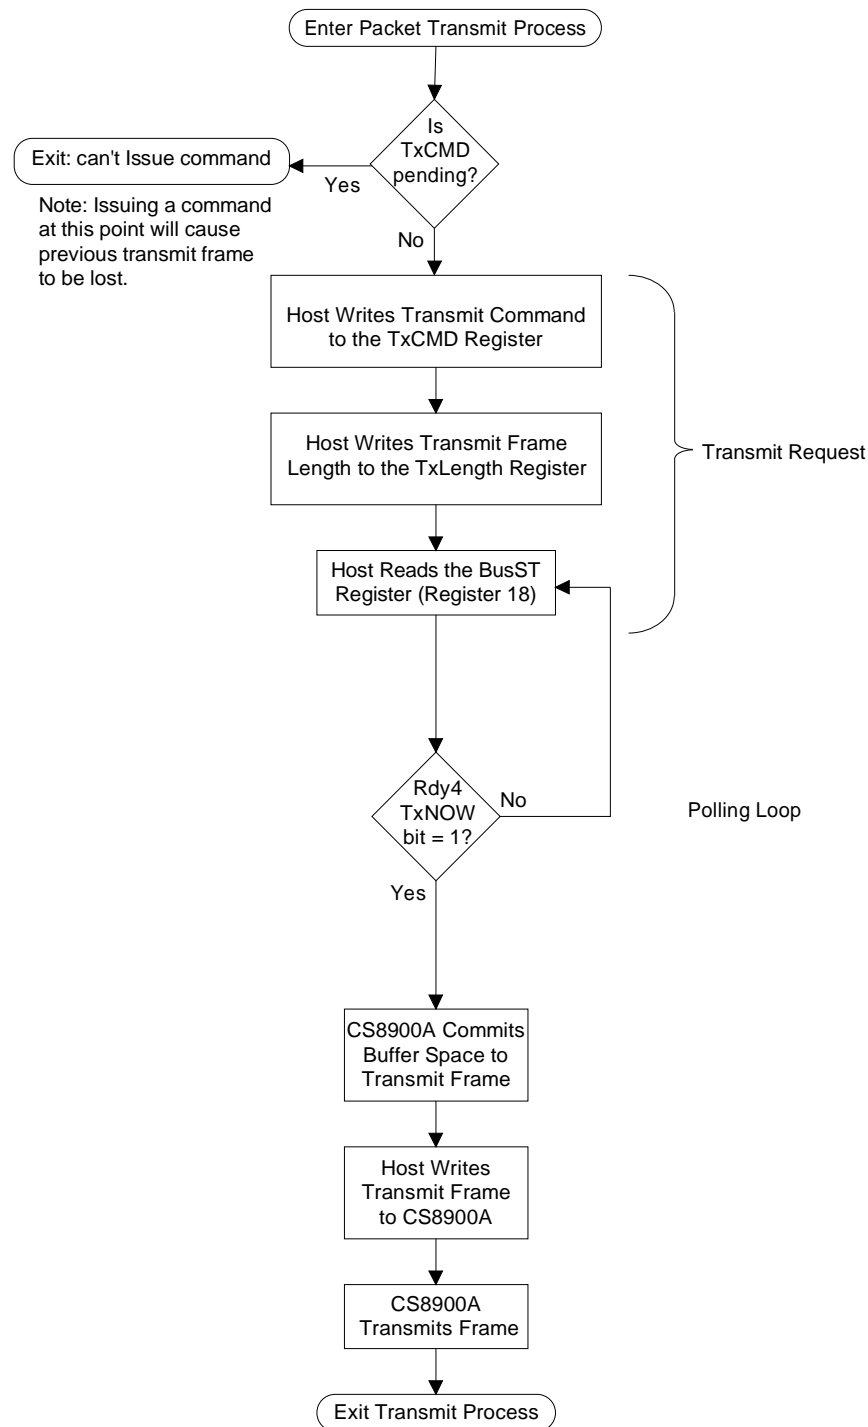 Enter Packet Transmit Process
Is
TxCMD
pending?
Exit: can't Issue command
Yes
Note: Issuing a command
at this point will cause
previous transmit frame
to be lost.
No
Host Writes Transmit Command
to the TxCMD Register
Host Writes Transmit Frame
Length to the TxLength Register
Transmit Request
Host Reads the BusST
Register (Register 18)
Rdy4
TxNOW
bit = 1?
No
Polling Loop
Yes
CS8900A Commits
Buffer Space to
Transmit Frame
Host Writes
Transmit Frame
to CS8900A
CS8900A
Transmits Frame
Exit Transmit Process